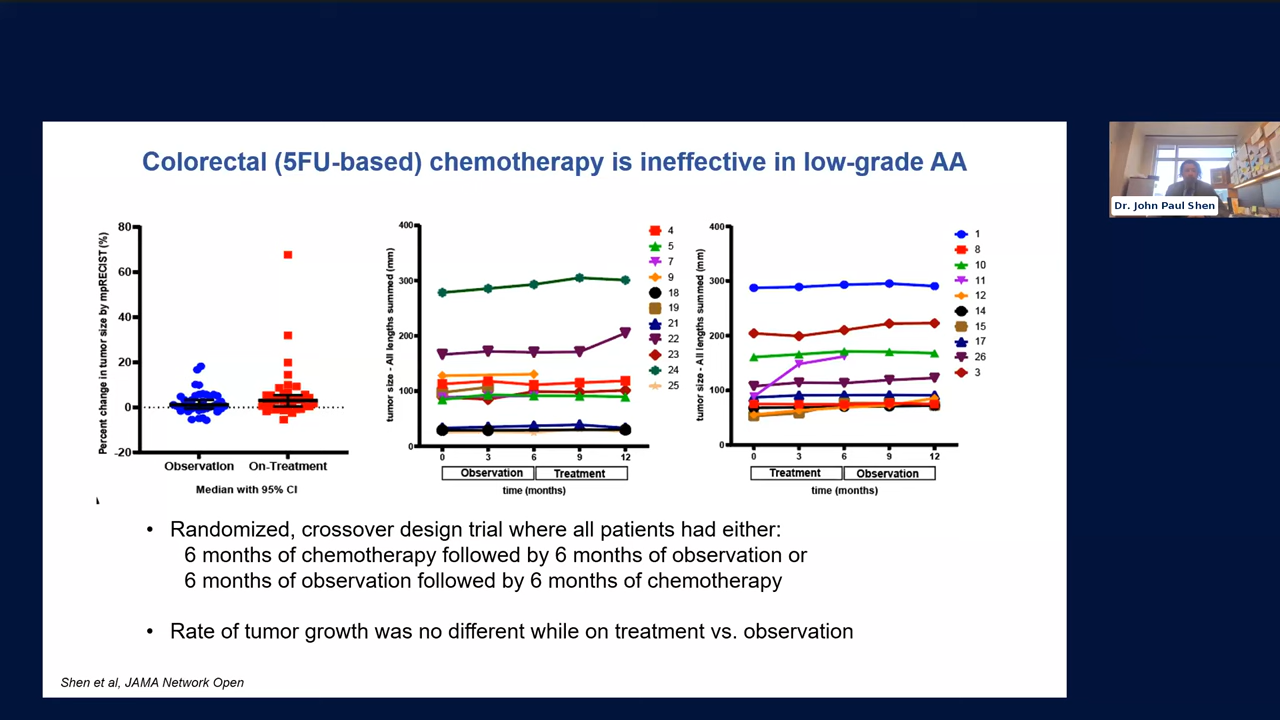 Colorectal (5FU-based) chemotherapy is ineffective in low-grade AA
Dr. John Paul Shen
Percent change in tumor size by mpRECIST (%)
80
60
40
20
0
-20
Observation On-Treatment
Median with 95% CI
tumor size - All lengths summed (mm)
400
300
200
100
0
0 3 6 9 12
Observation Treatment
time (months)
4
5
7
9
18
19
21
22
23
24
25
tumor size - All lengths summed (mm)
400
300
200
100
0
0 3 6 9 12
Treatment Observation
time (months)
1
8
10
11
12
14
15
17
26
3
• Randomized, crossover design trial where all patients had either:
6 months of chemotherapy followed by 6 months of observation or
6 months of observation followed by 6 months of chemotherapy
• Rate of tumor growth was no different while on treatment vs. observation
Shen et al, JAMA Network Open